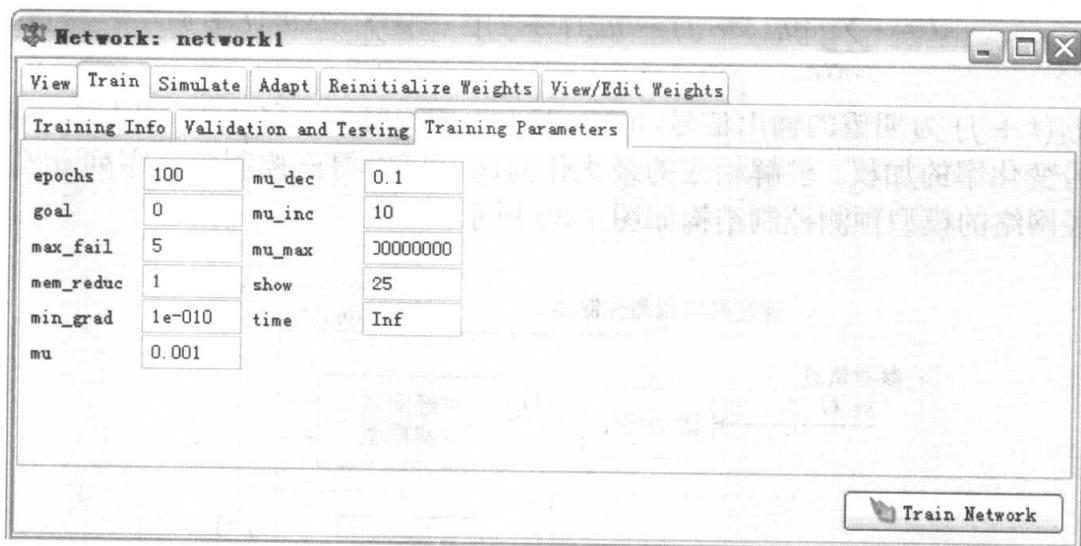 Network: network1
View Train Simulate Adapt Reinitialize Weights View/Edit Weights
Training Info Validation and Testing Training Parameters
epochs 100 mu_dec 0.1
goal 0 mu_inc 10
max_fail 5 mu_max 00000000
mem_reduc 1 show 25
min_grad 1e-010 time Inf
mu 0.001
Train Network